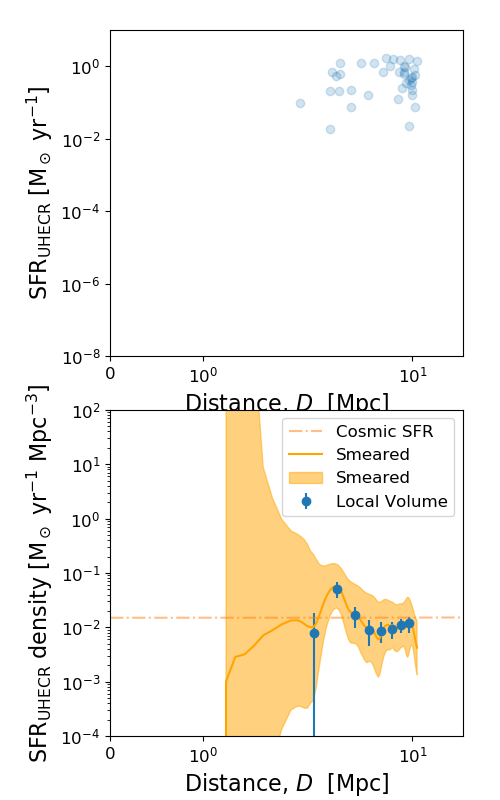 SFR_UHECR [M_⊙ yr^−1]
10^0
10^−2
10^−4
10^−6
10^−8
0
10^0
10^1
Distance, D [Mpc]
SFR_UHECR density [M_⊙ yr^−1 Mpc^−3]
10^2
10^1
10^0
10^−1
10^−2
10^−3
10^−4
Cosmic SFR
Smeared
Smeared
Local Volume
0
10^0
10^1
Distance, D [Mpc]